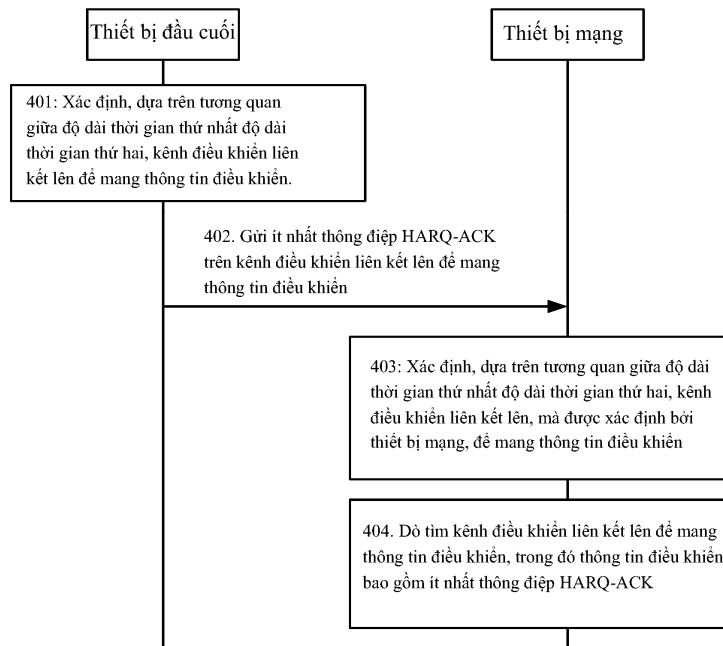 Thiết bị đầu cuối
Thiết bị mạng
401: Xác định, dựa trên tương quan
giữa độ dài thời gian thứ nhất độ dài
thời gian thứ hai, kênh điều khiển liên
kết lên để mang thông tin điều khiển.
402. Gửi ít nhất thông điệp HARQ-ACK
trên kênh điều khiển liên kết lên để mang
thông tin điều khiển
403: Xác định, dựa trên tương quan giữa độ dài
thời gian thứ nhất độ dài thời gian thứ hai, kênh
điều khiển liên kết lên, mà được xác định bởi
thiết bị mạng, để mang thông tin điều khiển
404. Dò tìm kênh điều khiển liên kết lên để mang
thông tin điều khiển, trong đó thông tin điều khiển
bao gồm ít nhất thông điệp HARQ-ACK